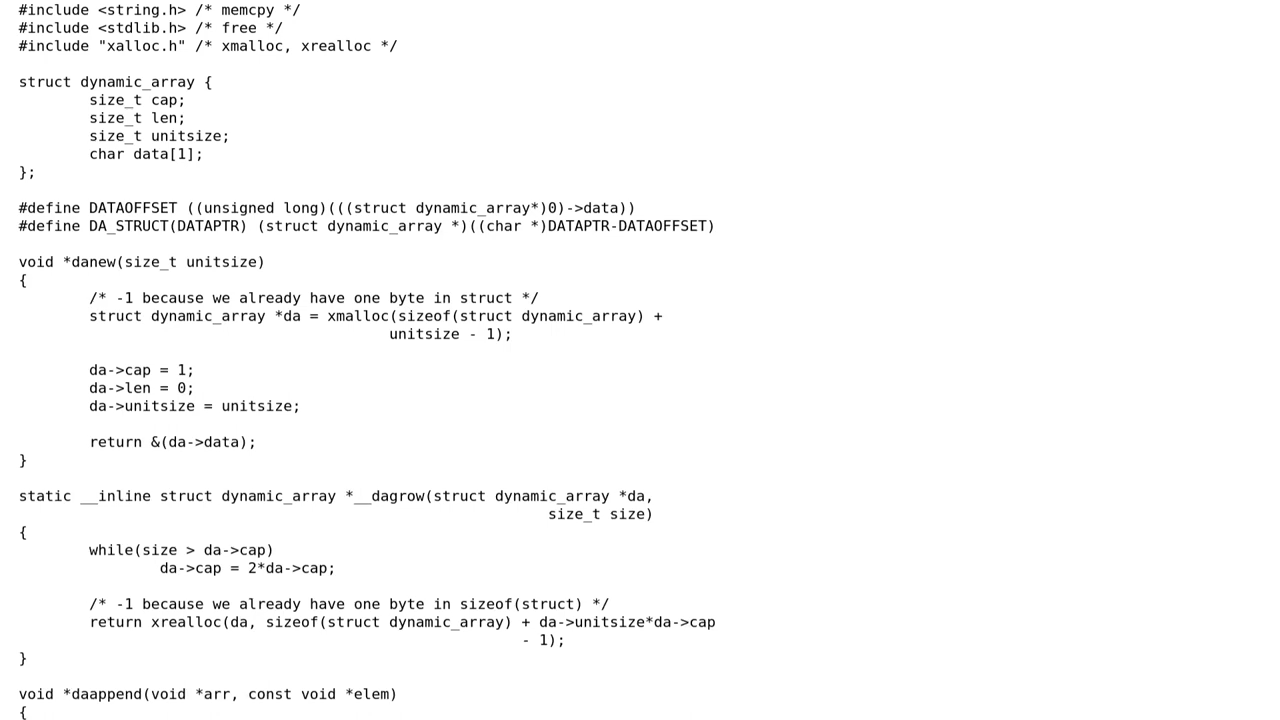 #include <string.h> /* memcpy */
#include <stdlib.h> /* free */
#include "xalloc.h" /* xmalloc, xrealloc */

struct dynamic_array {
        size_t cap;
        size_t len;
        size_t unitsize;
        char data[1];
};

#define DATAOFFSET ((unsigned long)(((struct dynamic_array*)0)->data))
#define DA_STRUCT(DATAPTR) (struct dynamic_array *)((char *)DATAPTR-DATAOFFSET)

void *danew(size_t unitsize)
{
        /* -1 because we already have one byte in struct */
        struct dynamic_array *da = xmalloc(sizeof(struct dynamic_array) +
                                          unitsize - 1);

        da->cap = 1;
        da->len = 0;
        da->unitsize = unitsize;

        return &(da->data);
}

static __inline struct dynamic_array *__dagrow(struct dynamic_array *da,
                                                            size_t size)
{
        while(size > da->cap)
                da->cap = 2*da->cap;

        /* -1 because we already have one byte in sizeof(struct) */
        return xrealloc(da, sizeof(struct dynamic_array) + da->unitsize*da->cap
                                                         - 1);
}

void *daappend(void *arr, const void *elem)
{